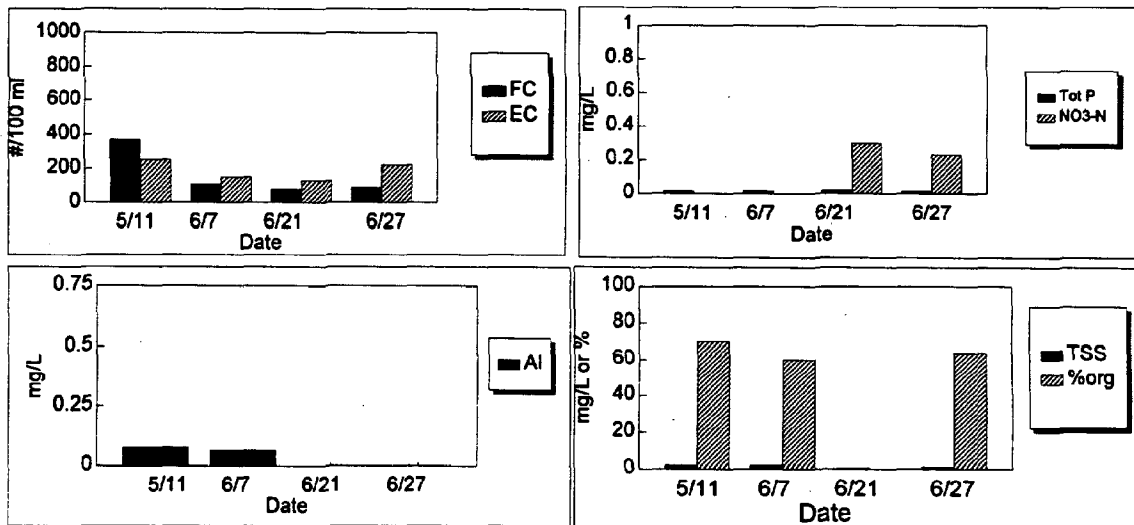 1000
800
600
400
200
0
#/100 ml
5/11 6/7 6/21 6/27
Date
FC
EC
1
0.8
0.6
0.4
0.2
0
mg/L
5/11 6/7 6/21 6/27
Date
Tot P
NO3-N
0.75
0.5
0.25
0
mg/L
5/11 6/7 6/21 6/27
Date
Al
100
80
60
40
20
0
mg/L or %
5/11 6/7 6/21 6/27
Date
TSS
%org